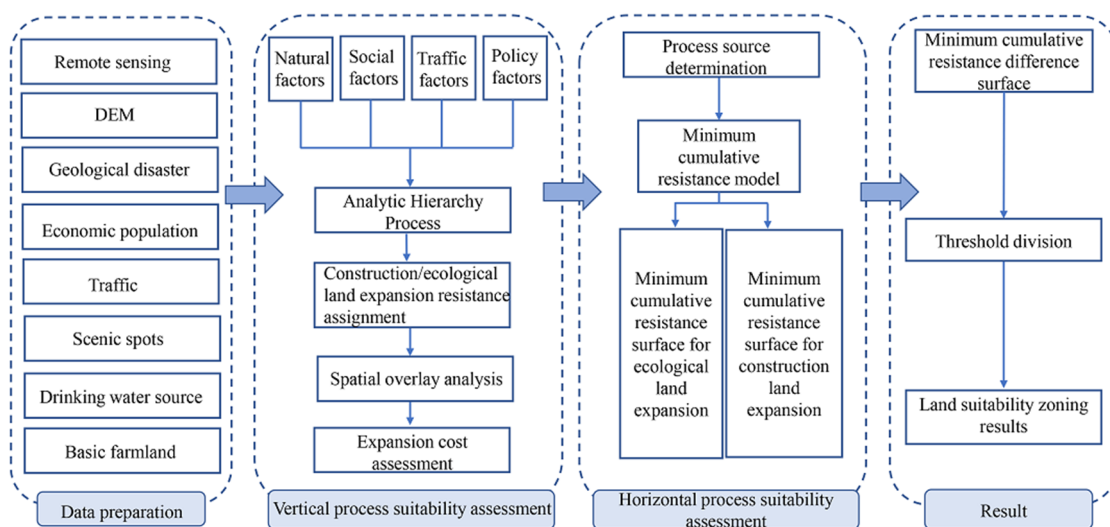 Remote sensing
DEM
Geological disaster
Economic population
Traffic
Scenic spots
Drinking water source
Basic farmland
Data preparation
Natural
factors
Social
factors
Traffic
factors
Policy
factors
Analytic Hierarchy
Process
Construction/ecological
land expansion resistance
assignment
Spatial overlay analysis
Expansion cost
assessment
Vertical process suitability assessment
Process source
determination
Minimum
cumulative
resistance model
Minimum
cumulative
resistance
surface for
ecological
land
expansion
Minimum
cumulative
resistance
surface for
construction
land
expansion
Horizontal process suitability
assessment
Minimum cumulative
resistance difference
surface
Threshold division
Land suitability zoning
results
Result